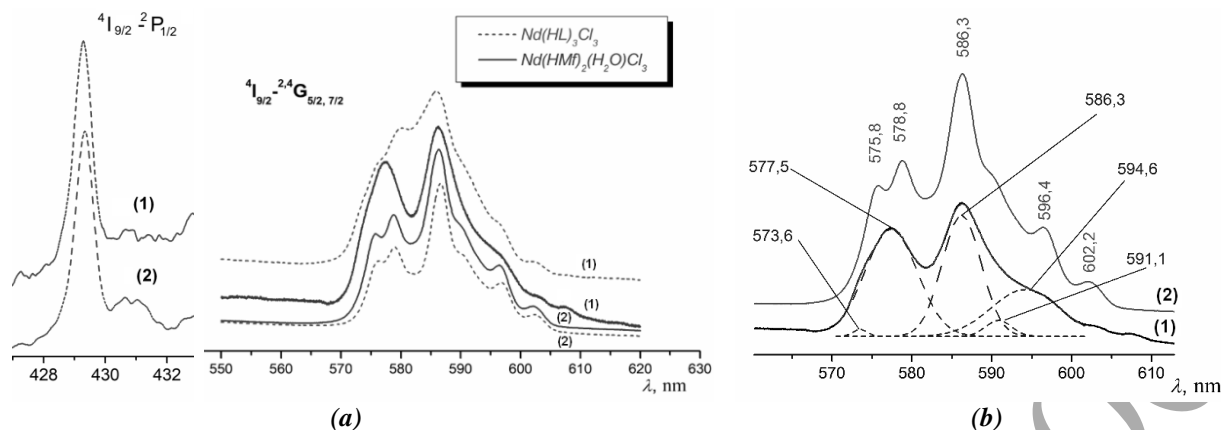 ⁴I₉/₂-²P₁/₂
(1)
(2)
428 430 432
Nd(HL)₃Cl₃
Nd(HMf)₂(H₂O)Cl₃
⁴I₉/₂-²,⁴G₅/₂, ₇/₂
(1)
(1)
(2)
(2)
550 560 570 580 590 600 610 620 630
λ, nm
(a)
586,3
575,8
578,8
586,3
577,5
594,6
573,6
596,4
602,2
591,1
(2)
(1)
570 580 590 600 610
λ, nm
(b)